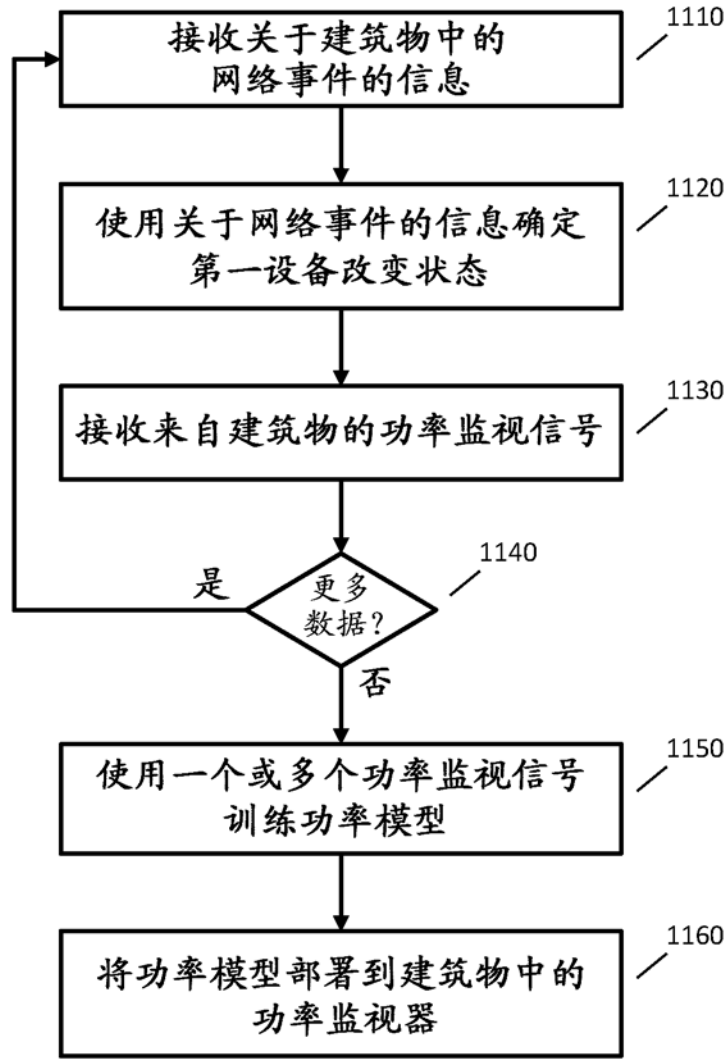 1110
接收关于建筑物中的
网络事件的信息
1120
使用关于网络事件的信息确定
第一设备改变状态
1130
接收来自建筑物的功率监视信号
1140
是
更多
数据?
否
1150
使用一个或多个功率监视信号
训练功率模型
1160
将功率模型部署到建筑物中的
功率监视器